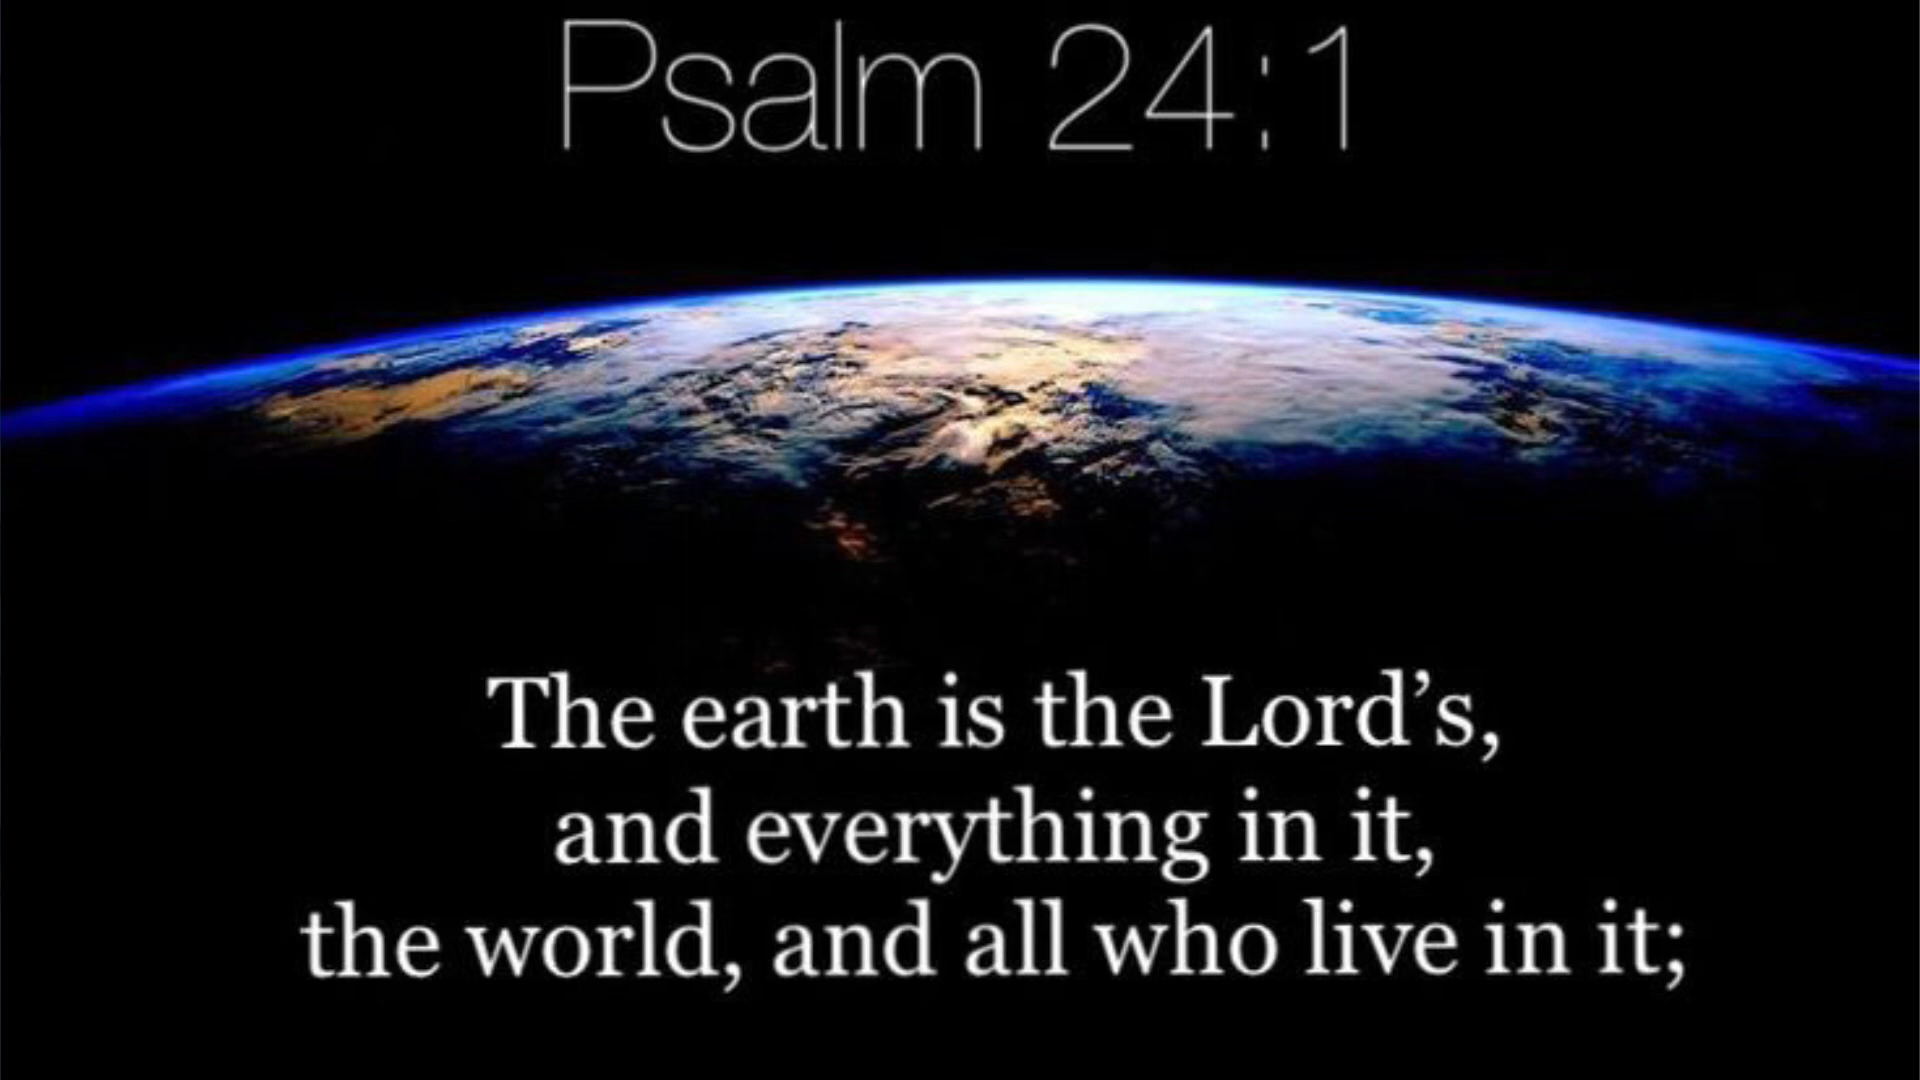 Psalm 24:1
The earth is the Lord’s,
and everything in it,
the world, and all who live in it;